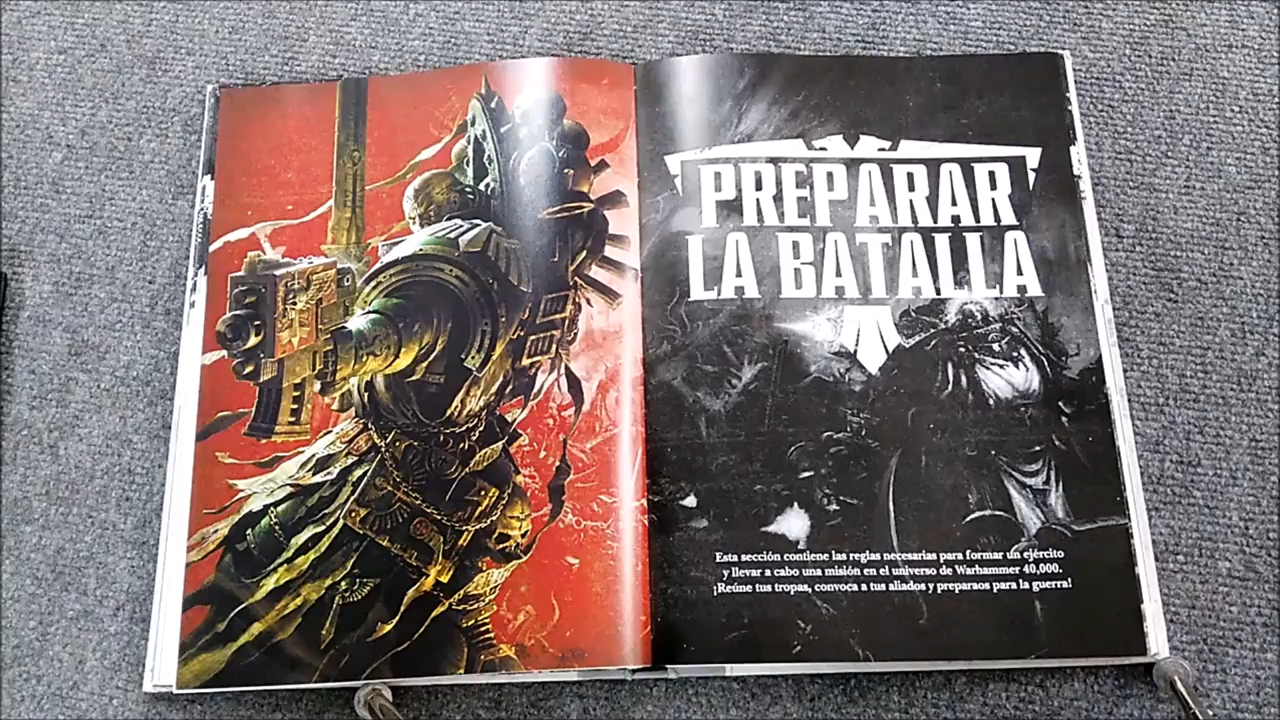 PREPARAR
LA BATALLA
Esta sección contiene las reglas necesarias para formar un ejército
y llevar a cabo una misión en el universo de Warhammer 40,000.
¡Reúne tus tropas, convoca a tus aliados y preparaos para la guerra!